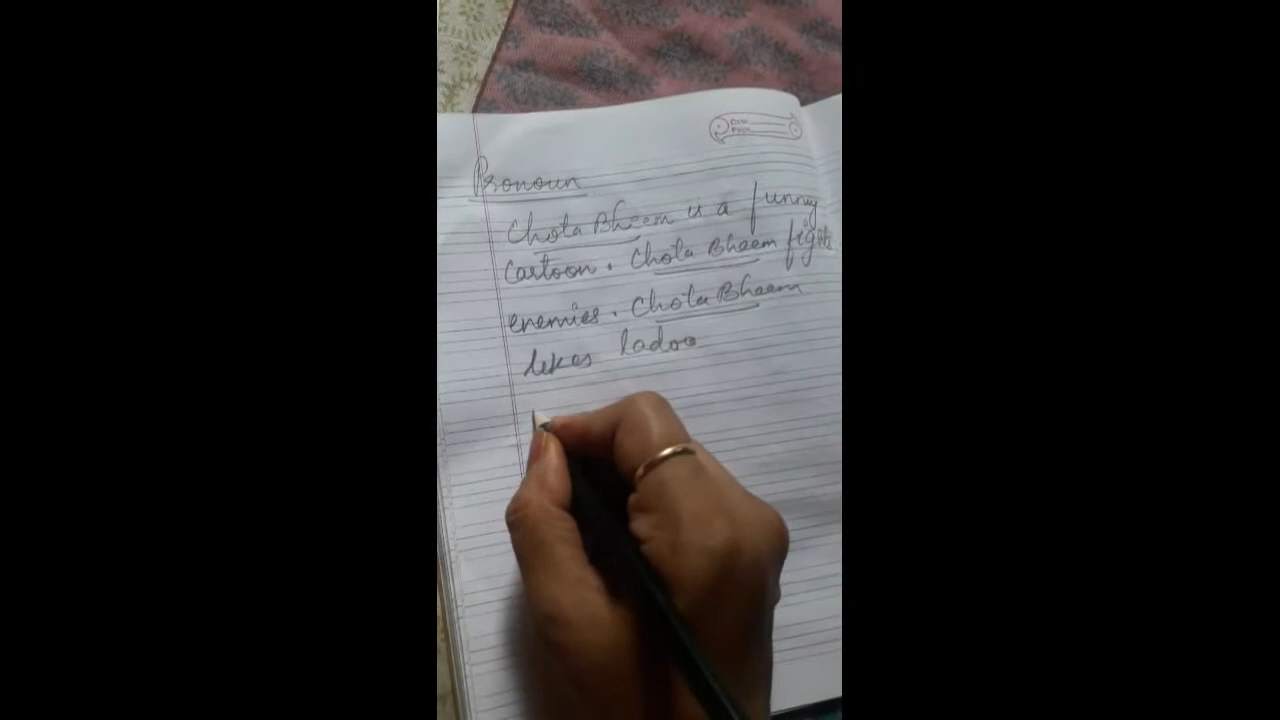 Pronoun
Chota Bheem is a funny
Cartoon. Chota Bheem fights
enemies. Chota Bheem
likes ladoo